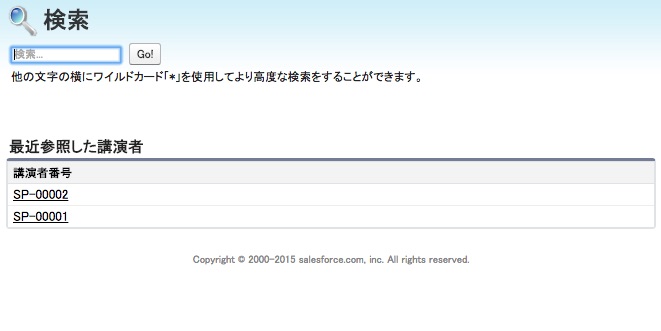 検索
検索...
Go!
他の文字の横にワイルドカード「*」を使用してより高度な検索をすることができます。
最近参照した講演者
講演者番号
SP-00002
SP-00001
Copyright © 2000-2015 salesforce.com, inc. All rights reserved.